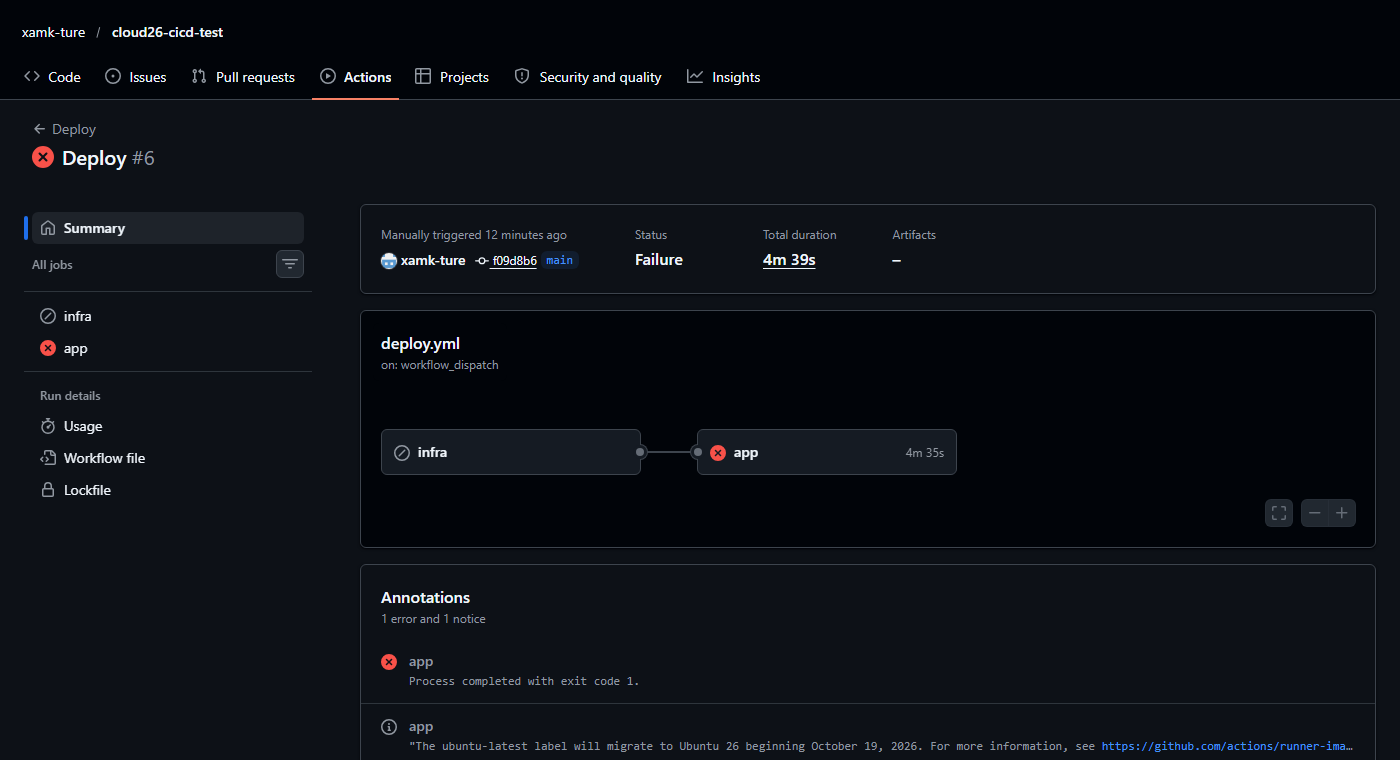 xamk-ture / cloud26-cicd-test
Code Issues Pull requests Actions Projects Security and quality Insights
Deploy
Deploy #6
Summary
All jobs
infra
app
Run details
Usage
Workflow file
Lockfile
Manually triggered 12 minutes ago
xamk-ture f09d8b6 main
Status
Failure
Total duration
4m 39s
Artifacts
–
deploy.yml
on: workflow_dispatch
infra
app 4m 35s
Annotations
1 error and 1 notice
app
Process completed with exit code 1.
app
"The ubuntu-latest label will migrate to Ubuntu 26 beginning October 19, 2026. For more information, see https://github.com/actions/runner-ima…